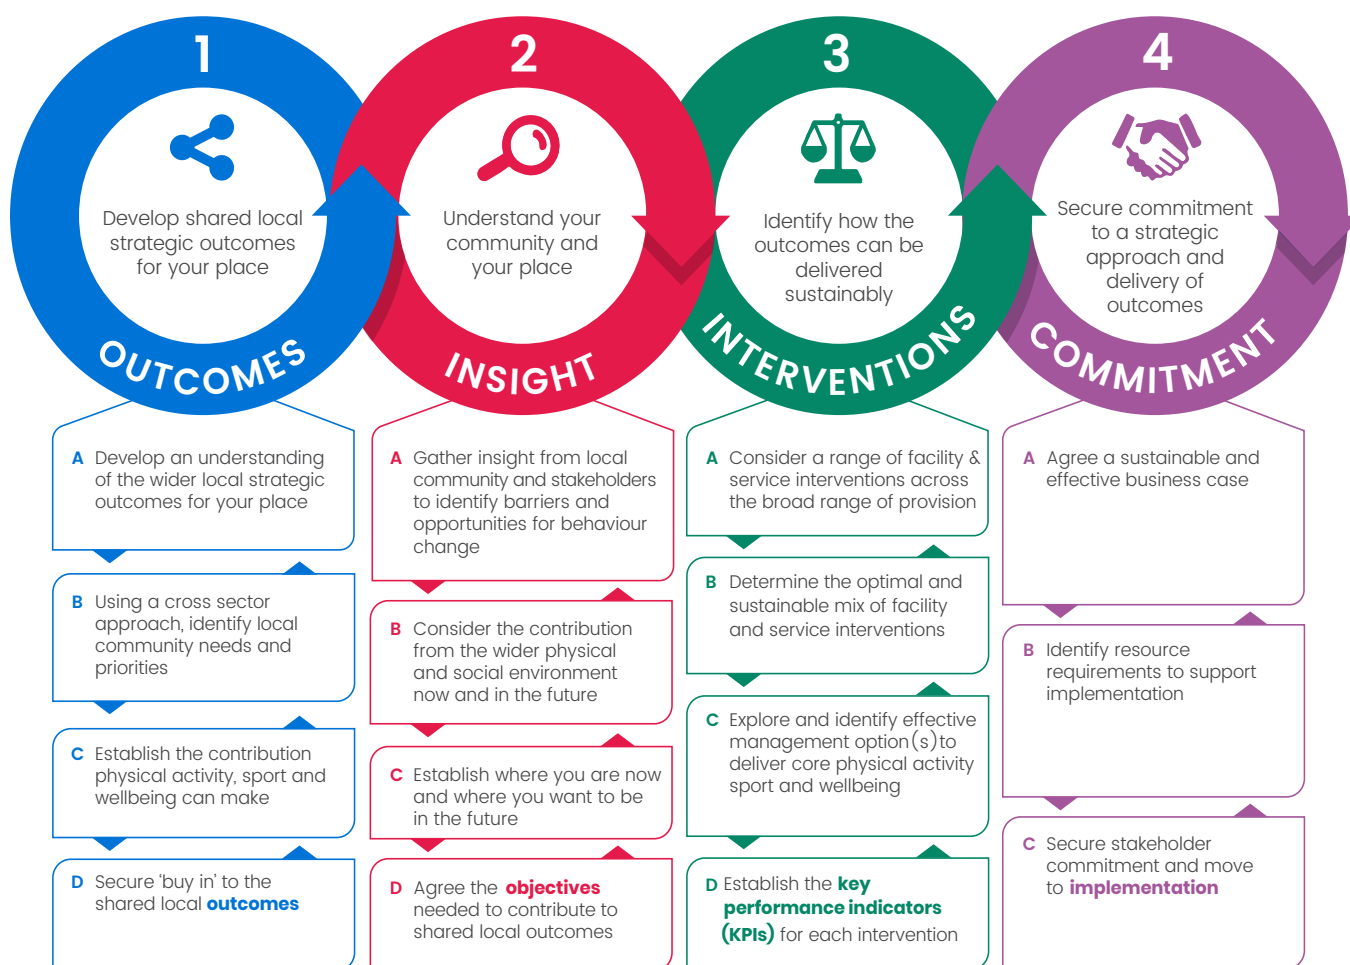 1
Develop shared local
strategic outcomes
for your place
OUTCOMES
A Develop an understanding
of the wider local strategic
outcomes for your place
B Using a cross sector
approach, identify local
community needs and
priorities
C Establish the contribution
physical activity, sport and
wellbeing can make
D Secure ‘buy in’ to the
shared local outcomes
2
Understand your
community and
your place
INSIGHT
A Gather insight from local
community and stakeholders
to identify barriers and
opportunities for behaviour
change
B Consider the contribution
from the wider physical
and social environment
now and in the future
C Establish where you are now
and where you want to be
in the future
D Agree the objectives
needed to contribute to
shared local outcomes
3
Identify how the
outcomes can be
delivered
sustainably
INTERVENTIONS
A Consider a range of facility &
service interventions across
the broad range of provision
B Determine the optimal and
sustainable mix of facility
and service interventions
C Explore and identify effective
management option(s)to
deliver core physical activity
sport and wellbeing
D Establish the key
performance indicators
(KPIs) for each intervention
4
Secure commitment
to a strategic
approach and
delivery of
outcomes
COMMITMENT
A Agree a sustainable and
effective business case
B Identify resource
requirements to support
implementation
C Secure stakeholder
commitment and move
to implementation